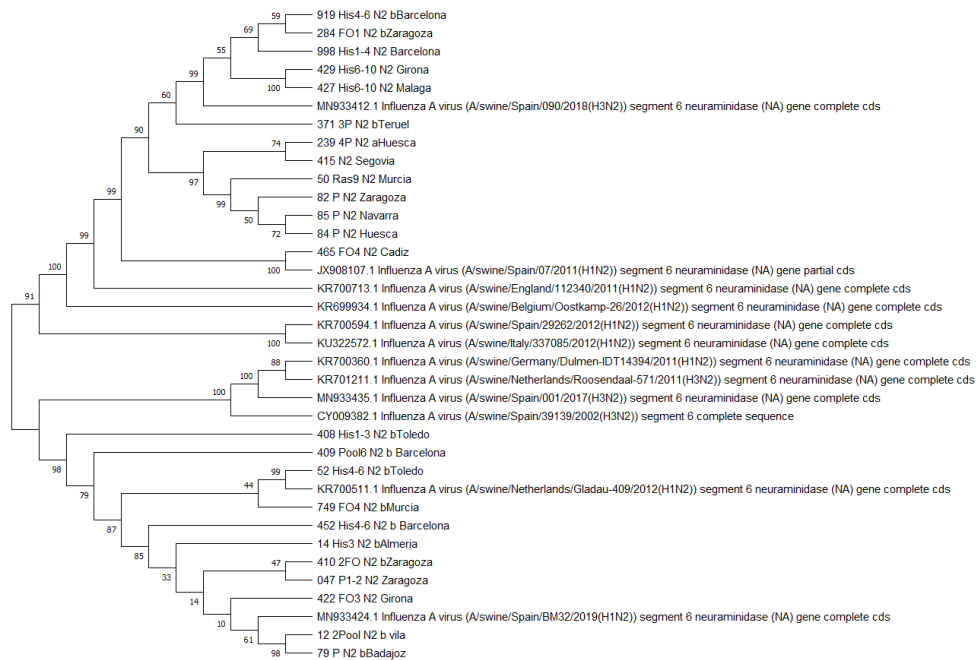 59
919 His4-6 N2 bBarcelona
69
284 FO1 N2 bZaragoza
55
998 His1-4 N2 Barcelona
99
429 His6-10 N2 Girona
100
427 His6-10 N2 Malaga
60
MN933412.1 Influenza A virus (A/swine/Spain/090/2018(H3N2)) segment 6 neuraminidase (NA) gene complete cds
90
371 3P N2 bTeruel
74
239 4P N2 aHuesca
415 N2 Segovia
97
50 Ras9 N2 Murcia
99
99
82 P N2 Zaragoza
50
85 P N2 Navarra
72
84 P N2 Huesca
99
465 FO4 N2 Cadiz
100
JX908107.1 Influenza A virus (A/swine/Spain/07/2011(H1N2)) segment 6 neuraminidase (NA) gene partial cds
100
KR700713.1 Influenza A virus (A/swine/England/112340/2011(H1N2)) segment 6 neuraminidase (NA) gene complete cds
91
KR699934.1 Influenza A virus (A/swine/Belgium/Oostkamp-26/2012(H1N2)) segment 6 neuraminidase (NA) gene complete cds
KR700594.1 Influenza A virus (A/swine/Spain/29262/2012(H1N2)) segment 6 neuraminidase (NA) gene complete cds
100
KU322572.1 Influenza A virus (A/swine/Italy/337085/2012(H1N2)) segment 6 neuraminidase (NA) gene complete cds
88
KR700360.1 Influenza A virus (A/swine/Germany/Dulmen-IDT14394/2011(H1N2)) segment 6 neuraminidase (NA) gene complete cds
100
KR701211.1 Influenza A virus (A/swine/Netherlands/Roosendaal-571/2011(H3N2)) segment 6 neuraminidase (NA) gene complete cds
100
MN933435.1 Influenza A virus (A/swine/Spain/001/2017(H3N2)) segment 6 neuraminidase (NA) gene complete cds
CY009382.1 Influenza A virus (A/swine/Spain/39139/2002(H3N2)) segment 6 complete sequence
408 His1-3 N2 bToledo
98
409 Pool6 N2 b Barcelona
79
99
52 His4-6 N2 bToledo
44
KR700511.1 Influenza A virus (A/swine/Netherlands/Gladau-409/2012(H1N2)) segment 6 neuraminidase (NA) gene complete cds
749 FO4 N2 bMurcia
87
452 His4-6 N2 b Barcelona
85
14 His3 N2 bAlmeria
33
47
410 2FO N2 bZaragoza
047 P1-2 N2 Zaragoza
14
422 FO3 N2 Girona
10
MN933424.1 Influenza A virus (A/swine/Spain/BM32/2019(H1N2)) segment 6 neuraminidase (NA) gene complete cds
61
12 2Pool N2 b vila
98
79 P N2 bBadajoz